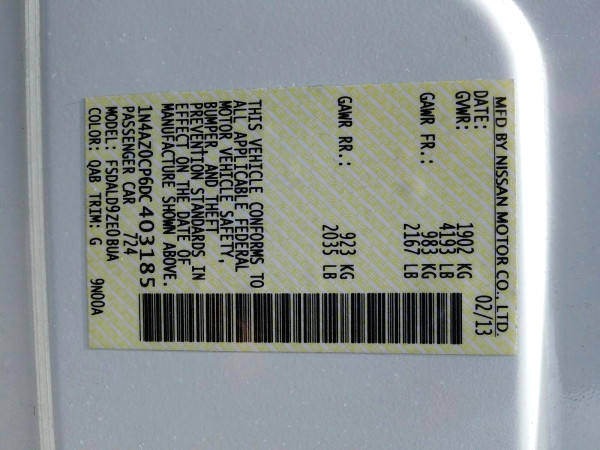 MFD BY NISSAN MOTOR CO., LTD.
DATE: 02/13
GVWR: 1902 KG
4193 LB
GAWR FR.: 983 KG
2167 LB
GAWR RR.: 923 KG
2035 LB
THIS VEHICLE CONFORMS TO
ALL APPLICABLE FEDERAL
MOTOR VEHICLE SAFETY,
BUMPER, AND THEFT
PREVENTION STANDARDS IN
EFFECT ON THE DATE OF
MANUFACTURE SHOWN ABOVE.
1N4AZ0CP6DC403185
PASSENGER CAR 724
MODEL: FSDALD9ZE0BUA
COLOR: QAB TRIM: G 9N00A